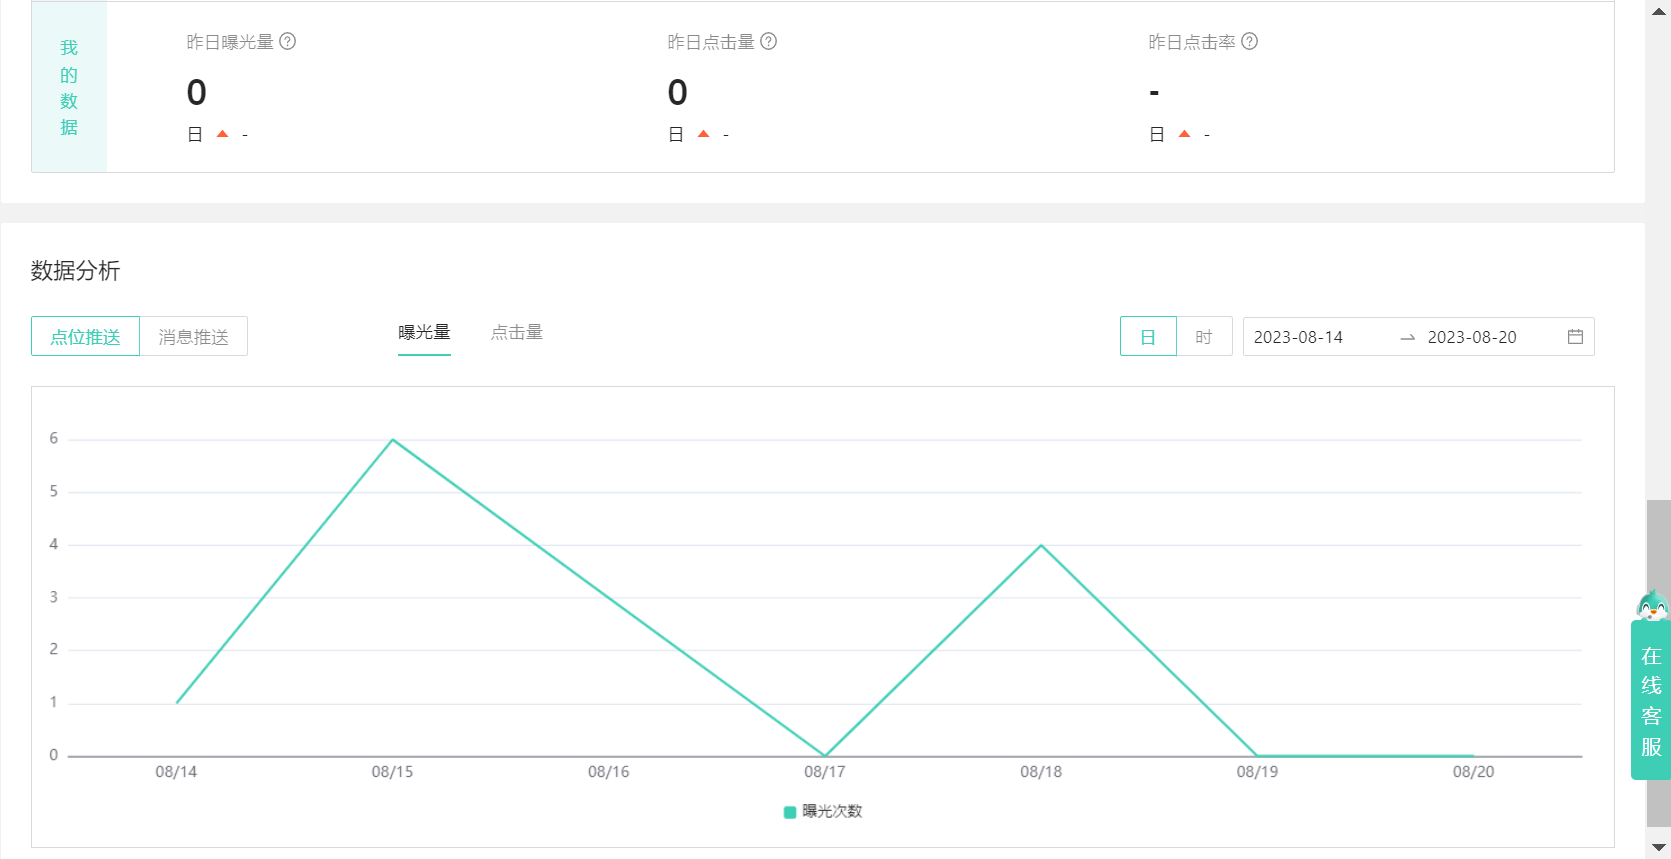 我的数据
昨日曝光量 昨日点击量 昨日点击率
0 0 -
日 - 日 - 日 -
数据分析
点位推送 消息推送 曝光量 点击量 日 时 2023-08-14 → 2023-08-20
6
5
4
3
2
1
0
08/14 08/15 08/16 08/17 08/18 08/19 08/20
曝光次数
在线客服